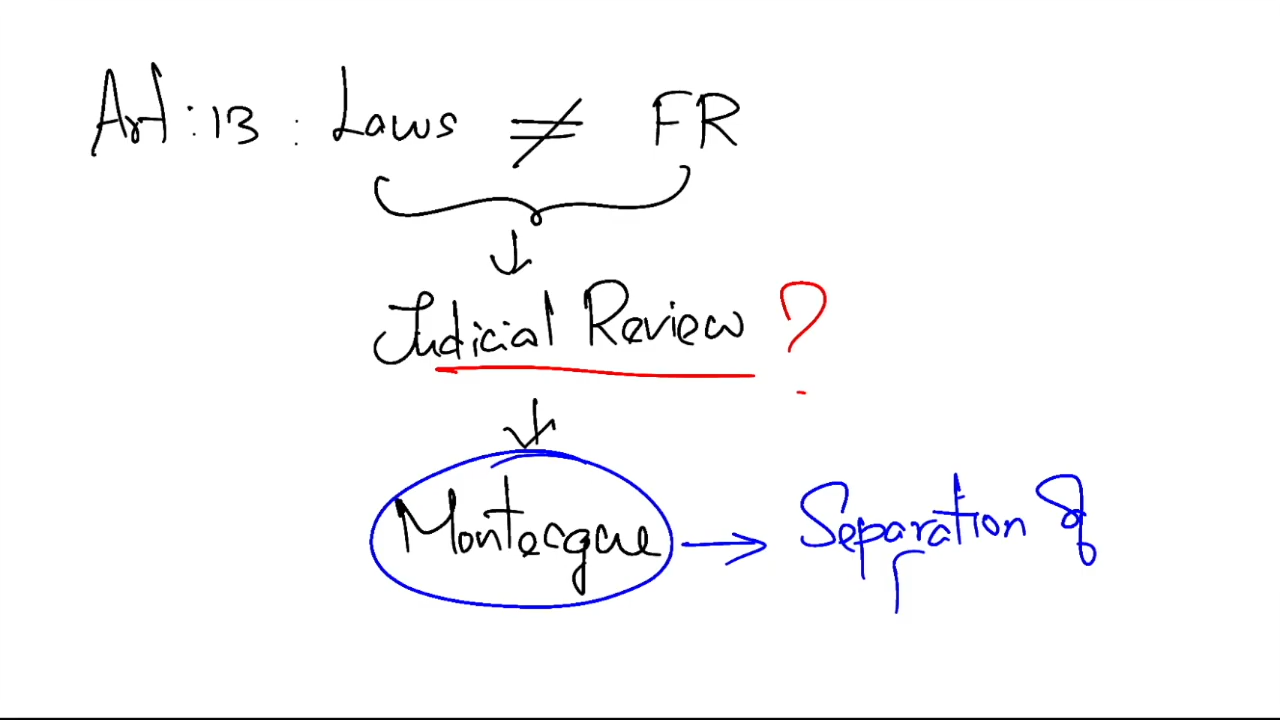 Art : 13 : Laws ≠ FR
↓
Judicial Review ?
↓
Montesque → Separation of